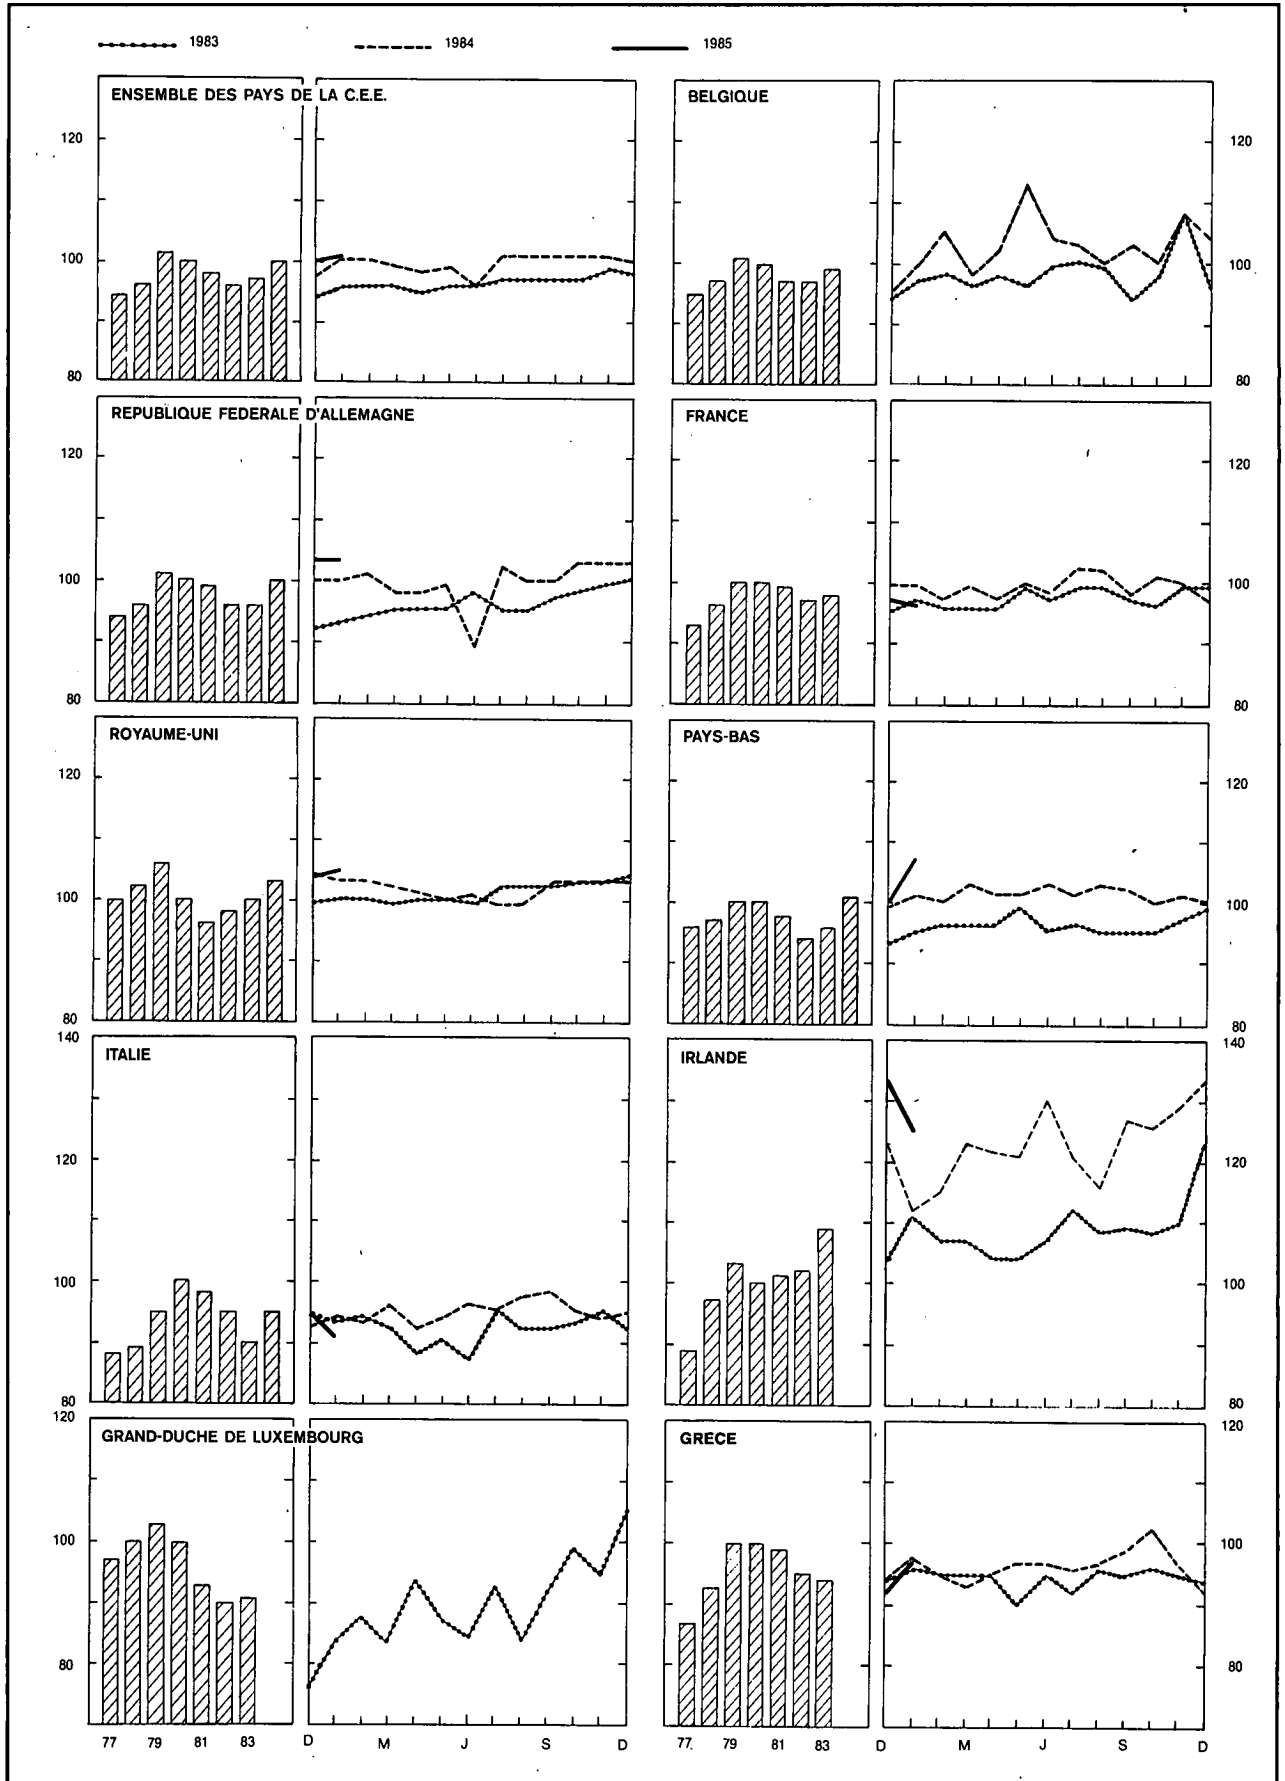 1983 1984 1985
ENSEMBLE DES PAYS DE LA C.E.E. BELGIQUE
120 120
100 100
80 80
REPUBLIQUE FEDERALE D'ALLEMAGNE FRANCE
120 120
100 100
80 80
ROYAUME-UNI PAYS-BAS
120 120
100 100
80 80
140 140
ITALIE IRLANDE
120 120
100 100
80 80
120 120
GRAND-DUCHE DE LUXEMBOURG GRECE
100 100
80 80
77 79 81 83 D M J S D 77 79 81 83 D M J S D